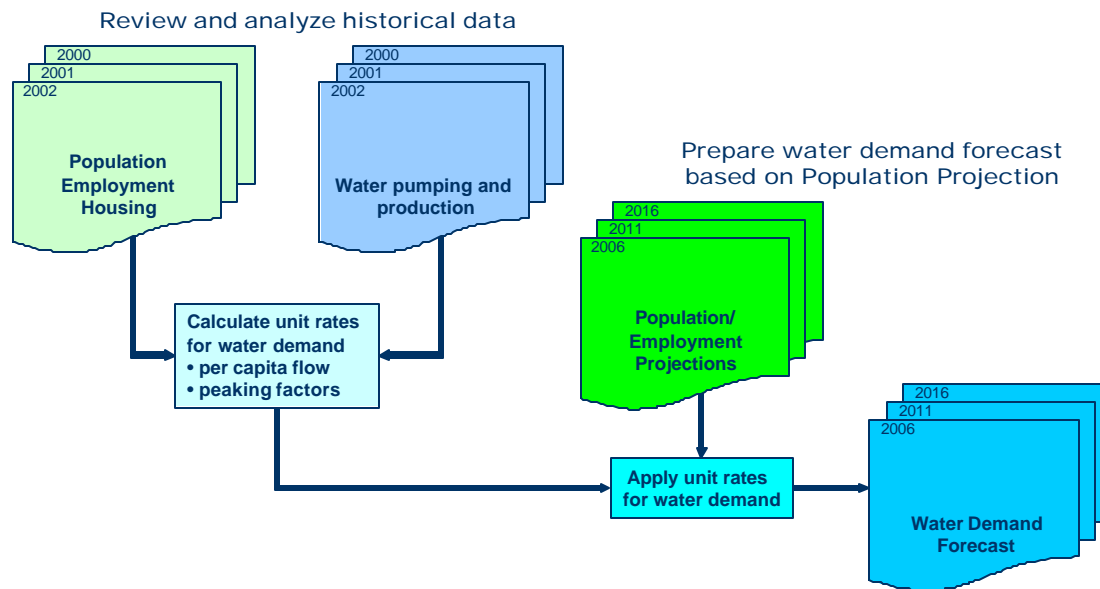 Review and analyze historical data
2000
2001
2002
Population
Employment
Housing
2000
2001
2002
Water pumping and
production
Prepare water demand forecast
based on Population Projection
2016
2011
2006
Population/
Employment
Projections
Calculate unit rates
for water demand
• per capita flow
• peaking factors
Apply unit rates
for water demand
2016
2011
2006
Water Demand
Forecast